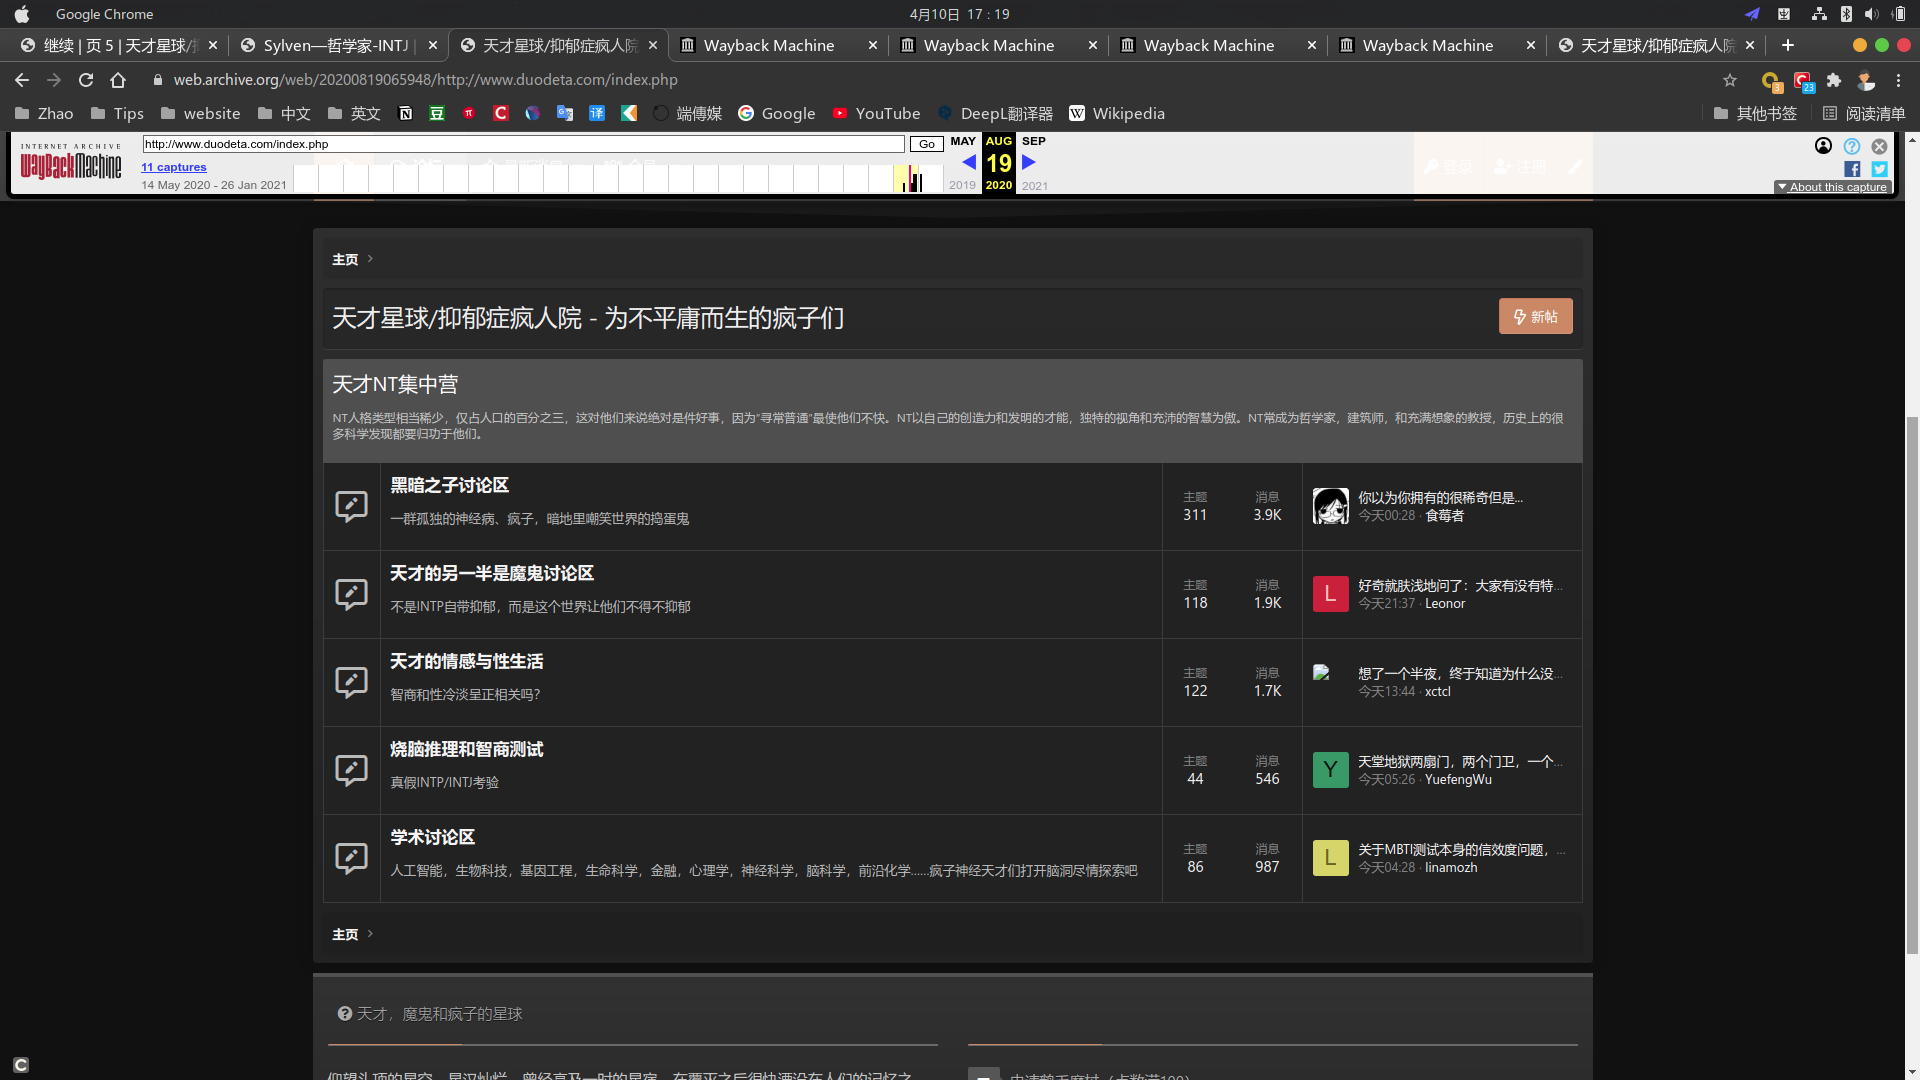 Google Chrome
4月10日 17 : 19
继续 | 页 5 | 天才星球/
Sylven—哲学家-INTJ |
天才星球/抑郁症疯人院
Wayback Machine
Wayback Machine
Wayback Machine
Wayback Machine
天才星球/抑郁症疯人院
web.archive.org/web/20200819065948/http://www.duodeta.com/index.php
3
23
Zhao
Tips
website
中文
英文
端傳媒
Google
YouTube
DeepL翻译器
Wikipedia
其他书签
阅读清单
INTERNET ARCHIVE
WayBackMachine
http://www.duodeta.com/index.php
Go
MAY
AUG
SEP
11 captures
19
14 May 2020 - 26 Jan 2021
2019
2020
2021
About this capture
登录
注册
主页
天才星球/抑郁症疯人院 - 为不平庸而生的疯子们
新帖
天才NT集中营
NT人格类型相当稀少，仅占人口的百分之三，这对他们来说绝对是件好事，因为“寻常普通”最使他们不快。NT以自己的创造力和发明的才能，独特的视角和充沛的智慧为傲。NT常成为哲学家，建筑师，和充满想象的教授，历史上的很
多科学发现都要归功于他们。
黑暗之子讨论区
一群孤独的神经病、疯子，暗地里嘲笑世界的捣蛋鬼
主题
311
消息
3.9K
你以为你拥有的很稀奇但是...
今天00:28 · 食莓者
天才的另一半是魔鬼讨论区
不是INTP自带抑郁，而是这个世界让他们不得不抑郁
主题
118
消息
1.9K
L
好奇就肤浅地问了：大家有没有特...
今天21:37 · Leonor
天才的情感与性生活
智商和性冷淡呈正相关吗?
主题
122
消息
1.7K
想了一个半夜，终于知道为什么没...
今天13:44 · xctcl
烧脑推理和智商测试
真假INTP/INTJ考验
主题
44
消息
546
Y
天堂地狱两扇门，两个门卫，一个...
今天05:26 · YuefengWu
学术讨论区
人工智能，生物科技，基因工程，生命科学，金融，心理学，神经科学，脑科学，前沿化学......疯子神经天才们打开脑洞尽情探索吧
主题
86
消息
987
L
关于MBTI测试本身的信效度问题，...
今天04:28 · linamozh
主页
天才，魔鬼和疯子的星球